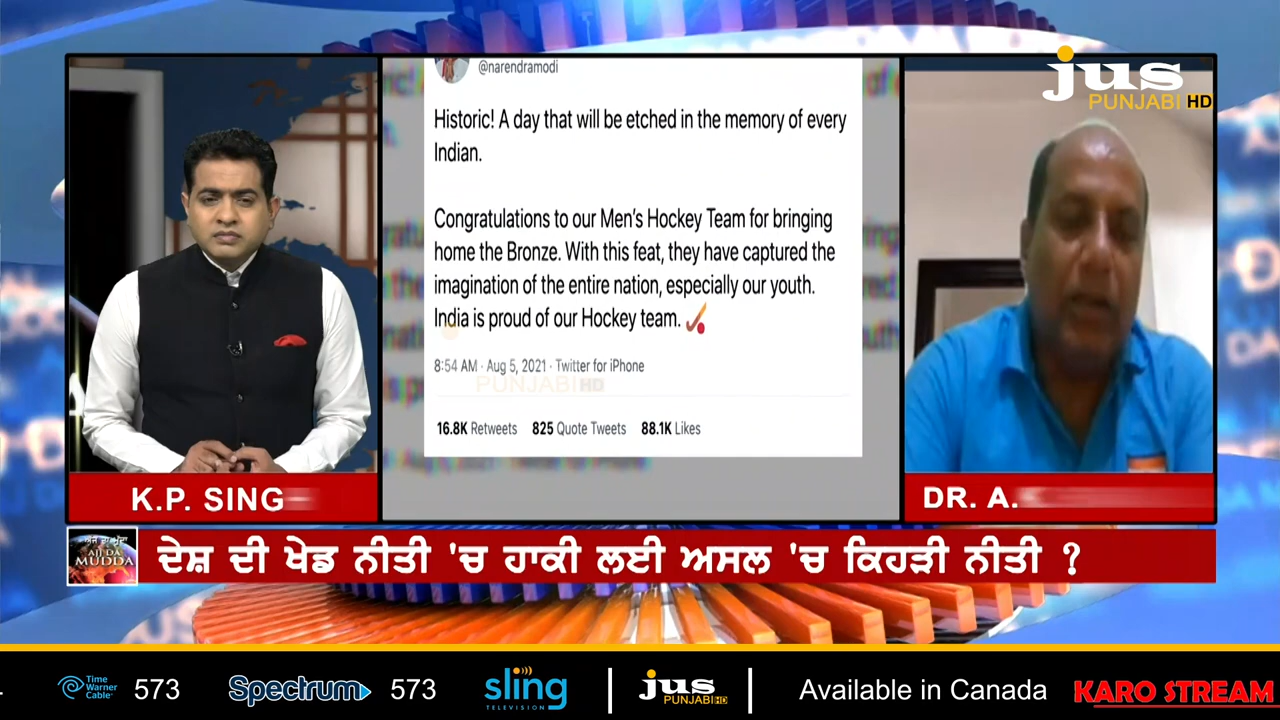 jus
PUNJABI HD
@narendramodi
Historic! A day that will be etched in the memory of every
Indian.
Congratulations to our Men's Hockey Team for bringing
home the Bronze. With this feat, they have captured the
imagination of the entire nation, especially our youth.
India is proud of our Hockey team.
8:54 AM · Aug 5, 2021 · Twitter for iPhone
PUNJABI HD
16.8K Retweets 825 Quote Tweets 88.1K Likes
K.P. SING
DR. A.
ਅੱਜ ਦਾ ਮੁੱਦਾ
AJJ DA
MUDDA
ਦੇਸ਼ ਦੀ ਖੇਡ ਨੀਤੀ 'ਚ ਹਾਕੀ ਲਈ ਅਸਲ 'ਚ ਕਿਹੜੀ ਨੀਤੀ ?
Time Warner Cable 573 Spectrum 573 sling TELEVISION jus PUNJABI HD Available in Canada KARO STREAM